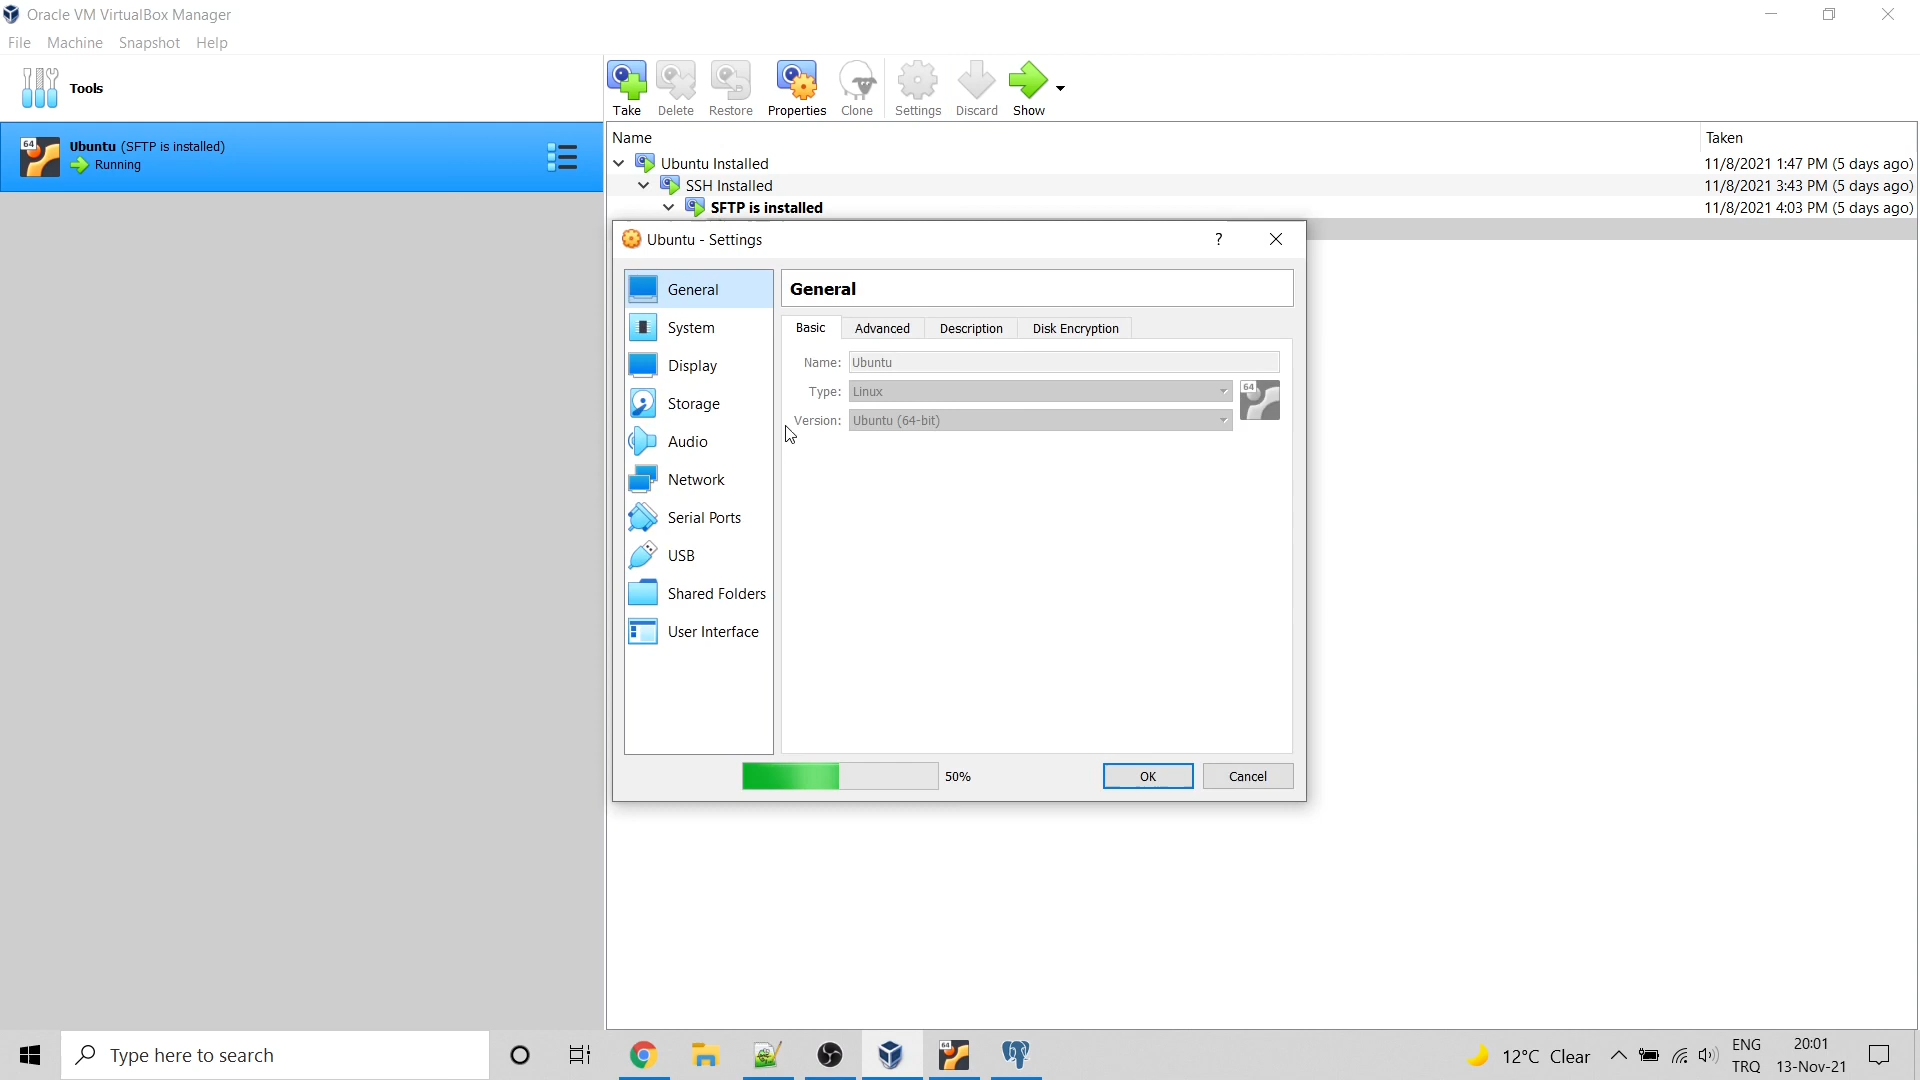 Oracle VM VirtualBox Manager
File Machine Snapshot Help
Tools
Take Delete Restore Properties Clone Settings Discard Show
64 Ubuntu (SFTP is installed)
Running
Name Taken
Ubuntu Installed 11/8/2021 1:47 PM (5 days ago)
SSH Installed 11/8/2021 3:43 PM (5 days ago)
SFTP is installed 11/8/2021 4:03 PM (5 days ago)
Ubuntu - Settings ?
General
System
Display
Storage
Audio
Network
Serial Ports
USB
Shared Folders
User Interface
General
Basic Advanced Description Disk Encryption
Name: Ubuntu
Type: Linux 64
Version: Ubuntu (64-bit)
50% OK Cancel
Type here to search
64
12°C Clear
ENG
TRQ
20:01
13-Nov-21